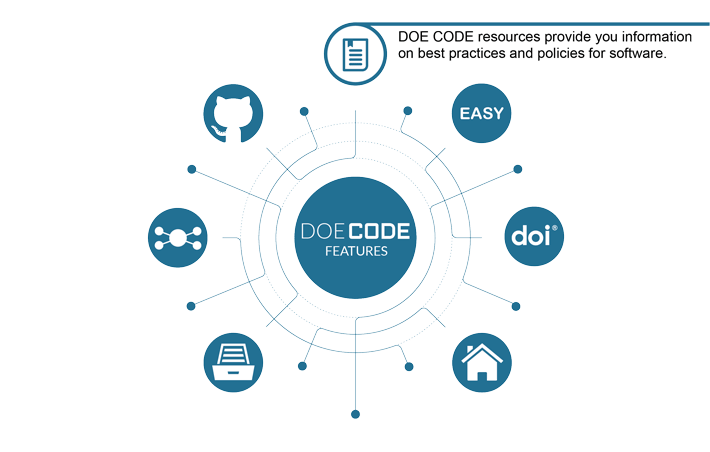 DOE CODE resources provide you information
on best practices and policies for software.
EASY
doi®
DOE CODE
FEATURES